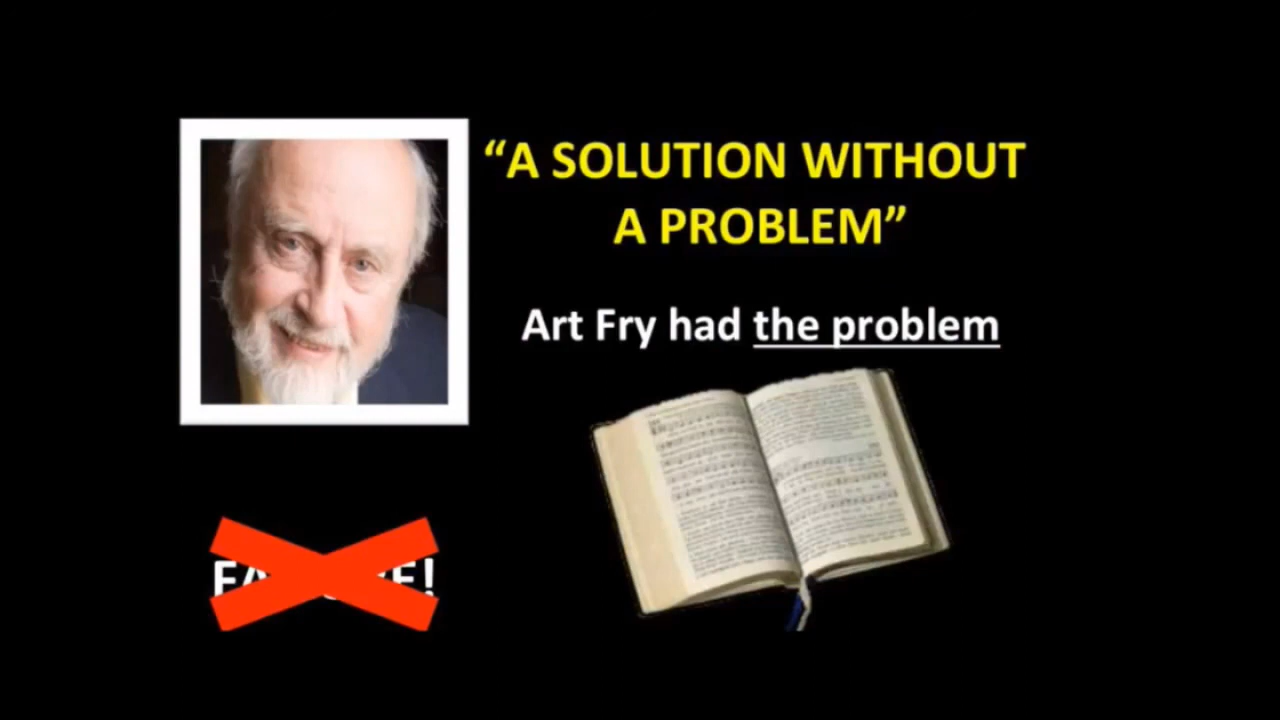 “A SOLUTION WITHOUT
A PROBLEM”
Art Fry had the problem